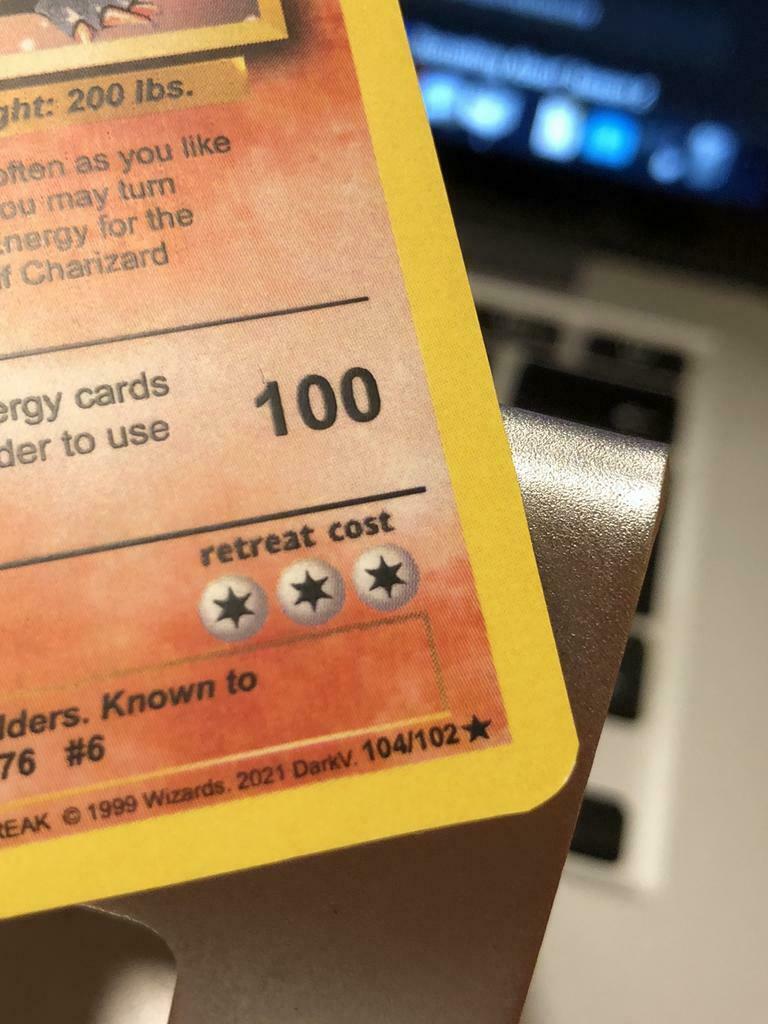 ght: 200 lbs.
often as you like
ou may turn
nergy for the
f Charizard
ergy cards
der to use
100
retreat cost
lders. Known to
76 #6
REAK © 1999 Wizards. 2021 DarkV. 104/102★